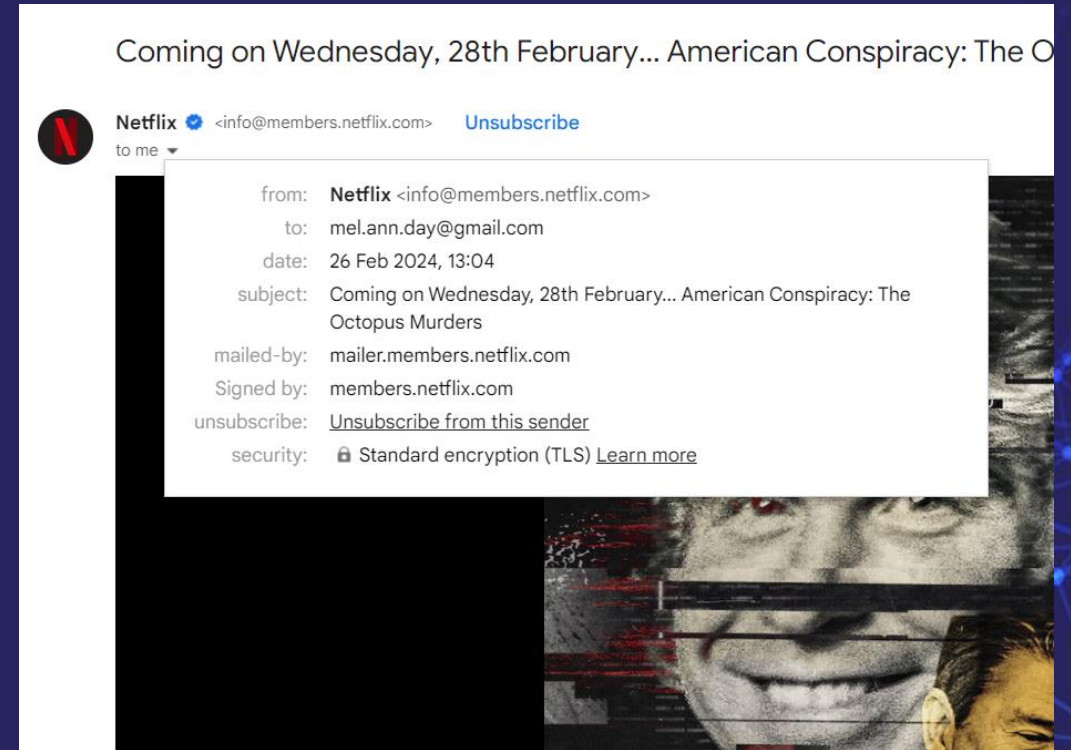 Coming on Wednesday, 28th February... American Conspiracy: The O
Netflix <info@members.netflix.com> Unsubscribe
to me
from: Netflix <info@members.netflix.com>
to: mel.ann.day@gmail.com
date: 26 Feb 2024, 13:04
subject: Coming on Wednesday, 28th February... American Conspiracy: The
Octopus Murders
mailed-by: mailer.members.netflix.com
Signed by: members.netflix.com
unsubscribe: Unsubscribe from this sender
security: Standard encryption (TLS) Learn more